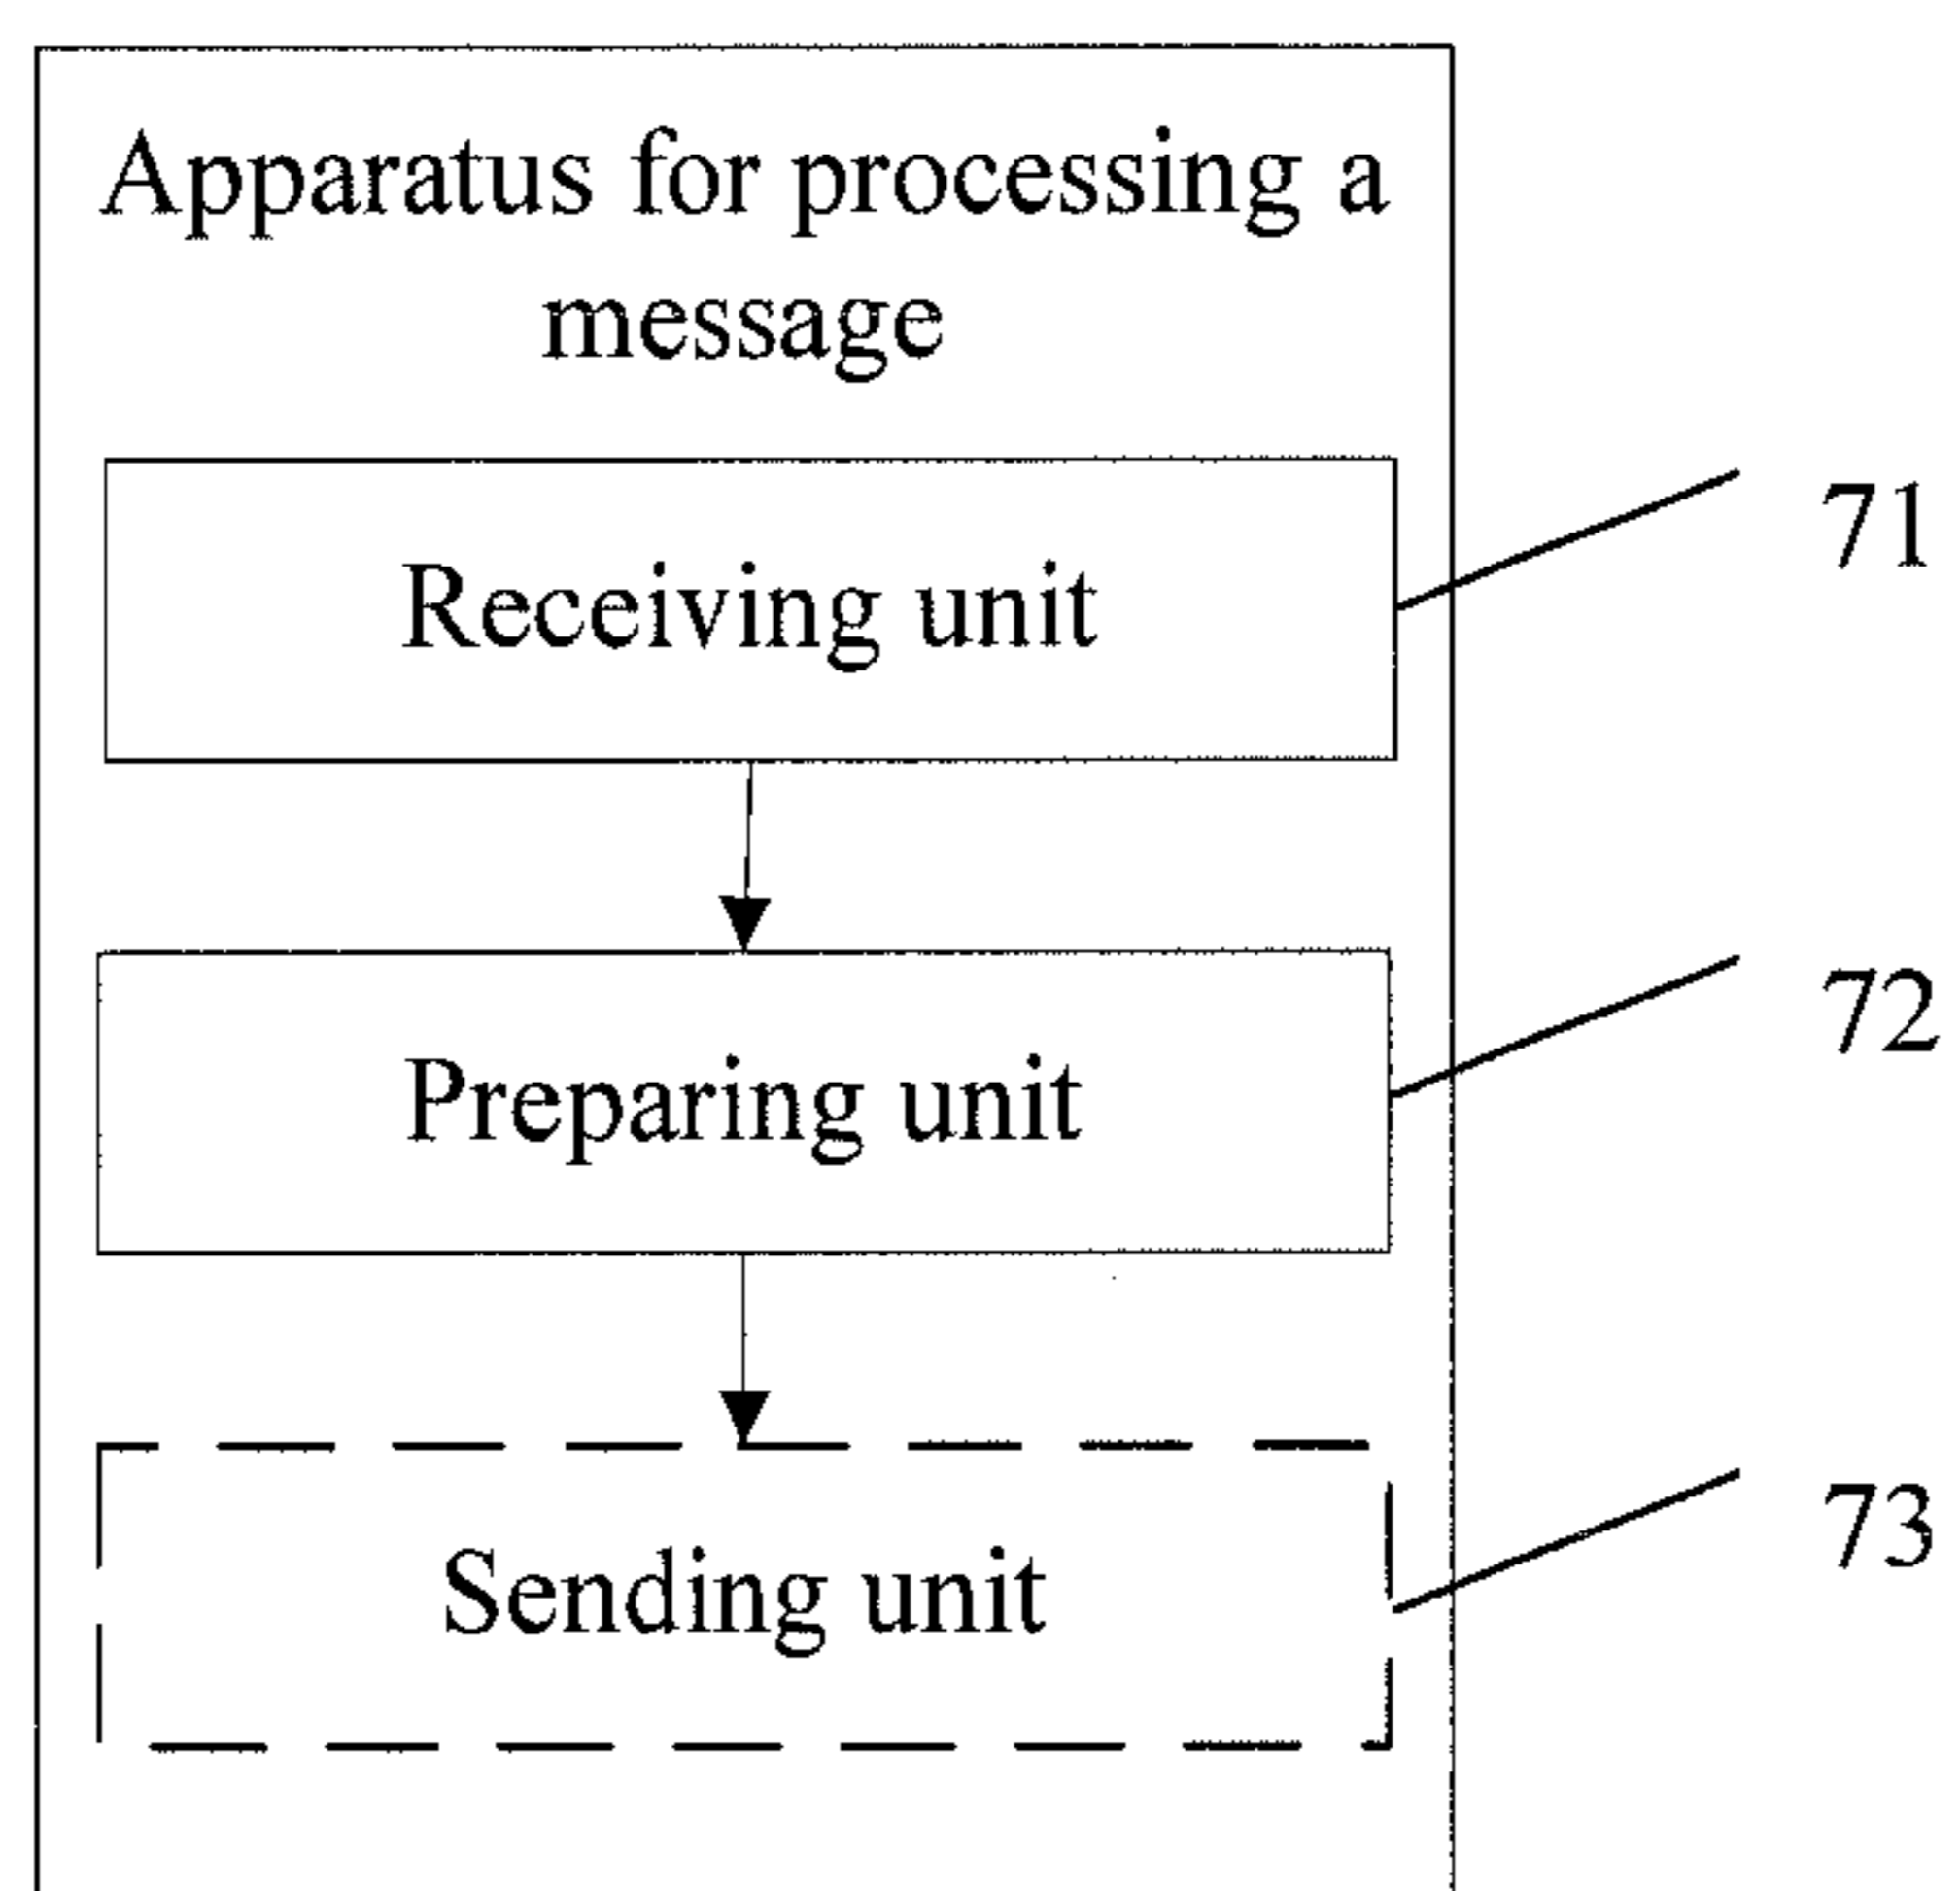 Apparatus for processing a
message
Receiving unit
71
Preparing unit
72
Sending unit
73